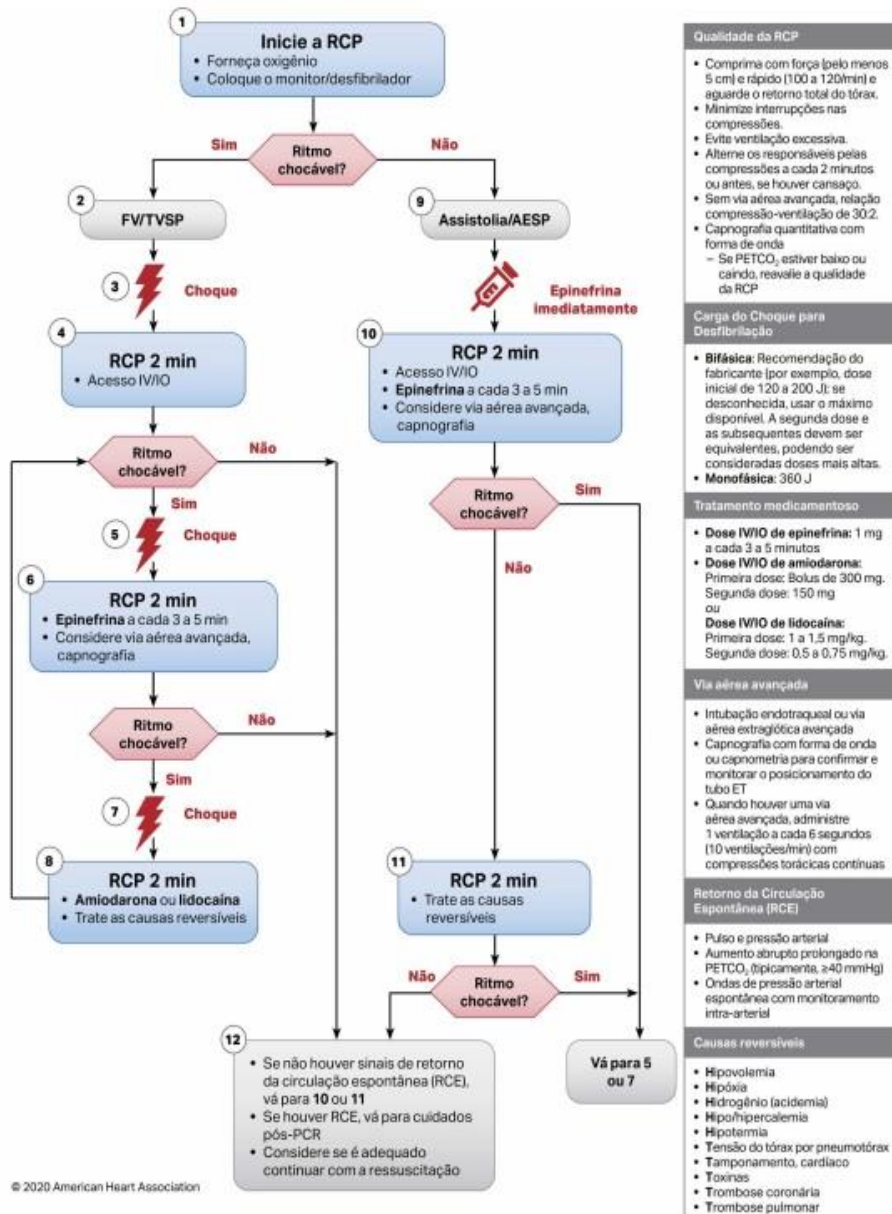 1
Inicie a RCP
• Forneça oxigênio
• Coloque o monitor/desfibrilador
Sim
Ritmo
chocável?
Não
2
FV/TVSP
3
Choque
4
RCP 2 min
• Acesso IV/IO
Ritmo
chocável?
Não
Sim
5
Choque
6
RCP 2 min
• Epinefrina a cada 3 a 5 min
• Considere via aérea avançada,
capnografia
Ritmo
chocável?
Não
Sim
7
Choque
8
RCP 2 min
• Amiodarona ou lidocaína
• Trate as causas reversíveis
9
Assistolia/AESP
Epinefrina
imediatamente
10
RCP 2 min
• Acesso IV/IO
• Epinefrina a cada 3 a 5 min
• Considere via aérea avançada,
capnografia
Ritmo
chocável?
Sim
Não
11
RCP 2 min
• Trate as causas
reversíveis
Não
Ritmo
chocável?
Sim
12
• Se não houver sinais de retorno
da circulação espontânea (RCE),
vá para 10 ou 11
• Se houver RCE, vá para cuidados
pós-PCR
• Considere se é adequado
continuar com a ressuscitação
Vá para 5
ou 7
© 2020 American Heart Association
Qualidade da RCP
• Comprima com força (pelo menos
5 cm) e rápido (100 a 120/min) e
aguarde o retorno total do tórax.
• Minimize interrupções nas
compressões.
• Evite ventilação excessiva.
• Alterne os responsáveis pelas
compressões a cada 2 minutos
ou antes, se houver cansaço.
• Sem via aérea avançada, relação
compressão-ventilação de 30:2.
• Capnografia quantitativa com
forma de onda
– Se PETCO₂ estiver baixo ou
caindo, reavalie a qualidade
da RCP
Carga do Choque para
Desfibrilação
• Bifásica: Recomendação do
fabricante (por exemplo, dose
inicial de 120 a 200 J); se
desconhecida, usar o máximo
disponível. A segunda dose e
as subsequentes devem ser
equivalentes, podendo ser
consideradas doses mais altas.
• Monofásica: 360 J
Tratamento medicamentoso
• Dose IV/IO de epinefrina: 1 mg
a cada 3 a 5 minutos
• Dose IV/IO de amiodarona:
Primeira dose: Bolus de 300 mg.
Segunda dose: 150 mg
ou
Dose IV/IO de lidocaína:
Primeira dose: 1 a 1,5 mg/kg.
Segunda dose: 0,5 a 0,75 mg/kg.
Via aérea avançada
• Intubação endotraqueal ou via
aérea extraglótica avançada
• Capnografia com forma de onda
ou capnometria para confirmar e
monitorar o posicionamento do
tubo ET
• Quando houver uma via
aérea avançada, administre
1 ventilação a cada 6 segundos
(10 ventilações/min) com
compressões torácicas contínuas
Retorno da Circulação
Espontânea (RCE)
• Pulso e pressão arterial
• Aumento abrupto prolongado na
PETCO₂ (tipicamente, ≥40 mmHg)
• Ondas de pressão arterial
espontânea com monitoramento
intra-arterial
Causas reversíveis
• Hipovolemia
• Hipóxia
• Hidrogênio (acidemia)
• Hipo/hipercalemia
• Hipotermia
• Tensão do tórax por pneumotórax
• Tamponamento, cardíaco
• Toxinas
• Trombose coronária
• Trombose pulmonar